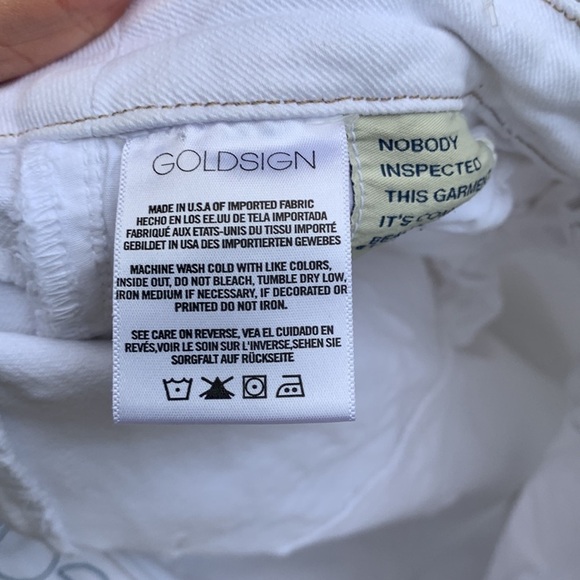 GOLDSIGN
MADE IN U.S.A OF IMPORTED FABRIC
HECHO EN LOS EE.UU DE TELA IMPORTADA
FABRIQUÉ AUX ETATS-UNIS DU TISSU IMPORTÉ
GEBILDET IN USA DES IMPORTIERTEN GEWEBES
MACHINE WASH COLD WITH LIKE COLORS,
INSIDE OUT, DO NOT BLEACH, TUMBLE DRY LOW,
IRON MEDIUM IF NECESSARY, IF DECORATED OR
PRINTED DO NOT IRON.
SEE CARE ON REVERSE, VEA EL CUIDADO EN
REVÉS,VOIR LE SOIN SUR L'INVERSE,SEHEN SIE
SORGFALT AUF RÜCKSEITE
NOBODY
INSPECTED
THIS
IT'S